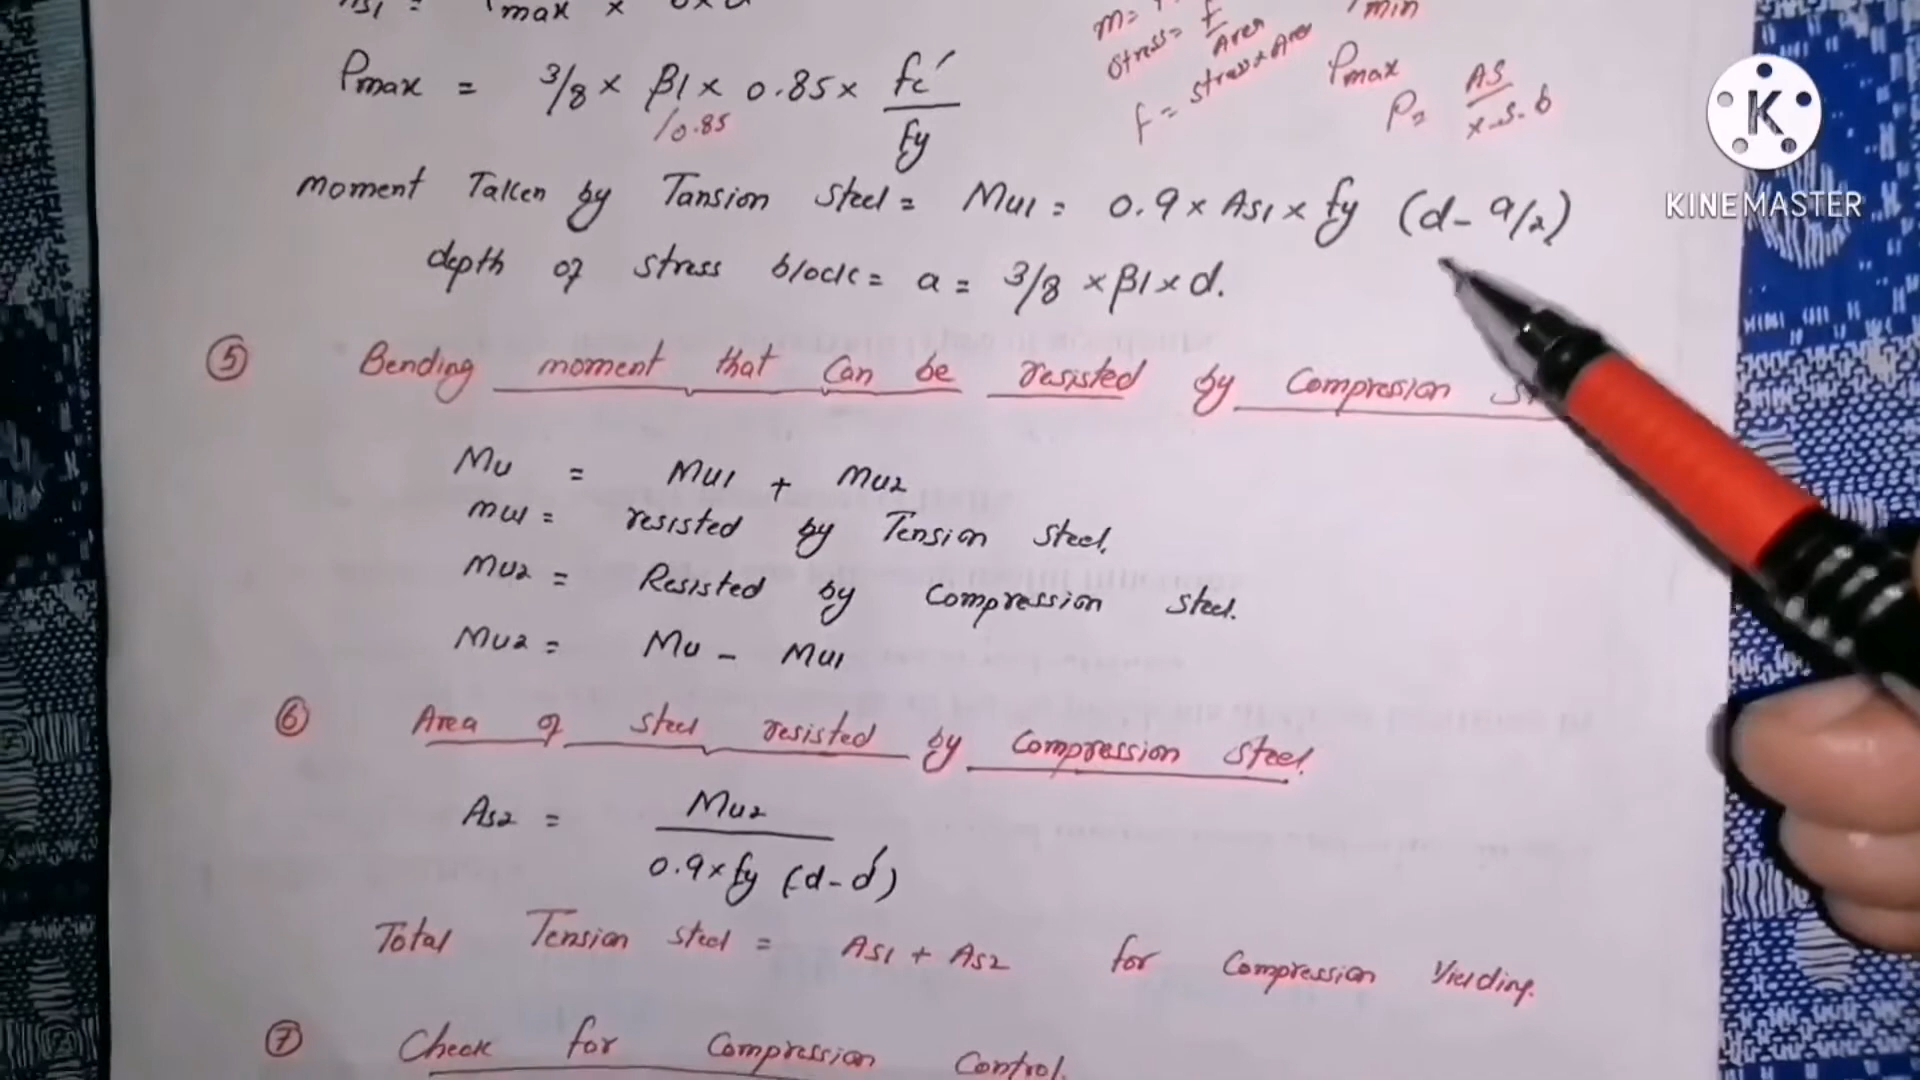 max × b×d
ρmax = 3/8 × β1 × 0.85 × fc' / fy
/0.85
m=
Stress = f / Area
f = stress × Area
min
ρmax
ρ= AS / x-s. b
K
KINEMASTER
moment Taken by Tansion Steel = Mu1 = 0.9 × As1 × fy (d - a/2)
depth of stress block = a = 3/8 × β1 × d.
⑤ Bending moment that Can be resisted by Compression
Mu = Mu1 + Mu2
mu1 = resisted by Tension steel.
Mu2 = Resisted by Compression steel.
Mu2 = Mu - Mu1
⑥ Area of steel resisted by Compression steel.
As2 = Mu2 / 0.9×fy (d-d')
Total Tension steel = As1 + As2 for Compression Yielding.
⑦ Check for Compression Control.